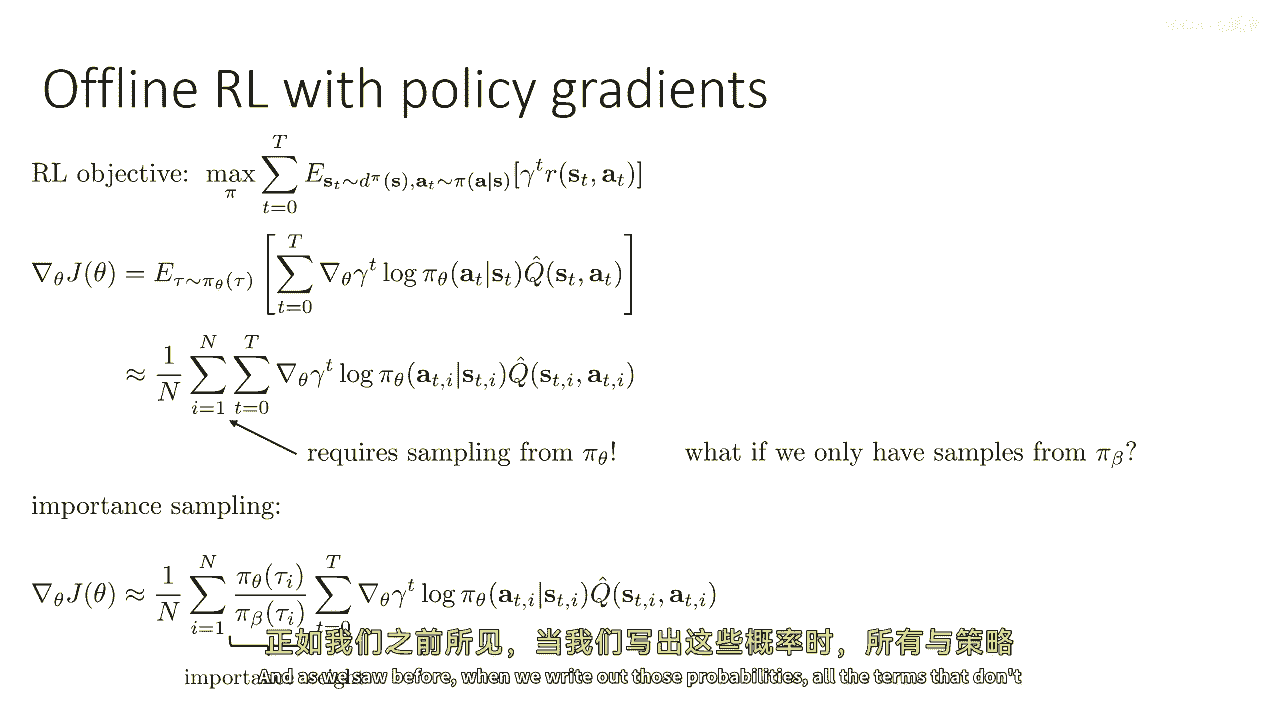 Offline RL with policy gradients
RL objective: $\max_{\pi} \sum_{t=0}^{T} E_{\mathbf{s}_t \sim d^{\pi}(\mathbf{s}), \mathbf{a}_t \sim \pi(\mathbf{a}|\mathbf{s})}[\gamma^t r(\mathbf{s}_t, \mathbf{a}_t)]$
$\nabla_\theta J(\theta) = E_{\tau \sim \pi_\theta(\tau)} \left[ \sum_{t=0}^{T} \nabla_\theta \gamma^t \log \pi_\theta(\mathbf{a}_t|\mathbf{s}_t) \hat{Q}(\mathbf{s}_t, \mathbf{a}_t) \right]$
$\approx \frac{1}{N} \sum_{i=1}^{N} \sum_{t=0}^{T} \nabla_\theta \gamma^t \log \pi_\theta(\mathbf{a}_{t,i}|\mathbf{s}_{t,i}) \hat{Q}(\mathbf{s}_{t,i}, \mathbf{a}_{t,i})$
requires sampling from $\pi_\theta$! what if we only have samples from $\pi_\beta$?
importance sampling:
$\nabla_\theta J(\theta) \approx \frac{1}{N} \sum_{i=1}^{N} \frac{\pi_\theta(\tau_i)}{\pi_\beta(\tau_i)} \sum_{t=0}^{T} \nabla_\theta \gamma^t \log \pi_\theta(\mathbf{a}_{t,i}|\mathbf{s}_{t,i}) \hat{Q}(\mathbf{s}_{t,i}, \mathbf{a}_{t,i})$
正如我们之前所见，当我们写出这些概率时，所有与策略
And as we saw before, when we write out those probabilities, all the terms that don't